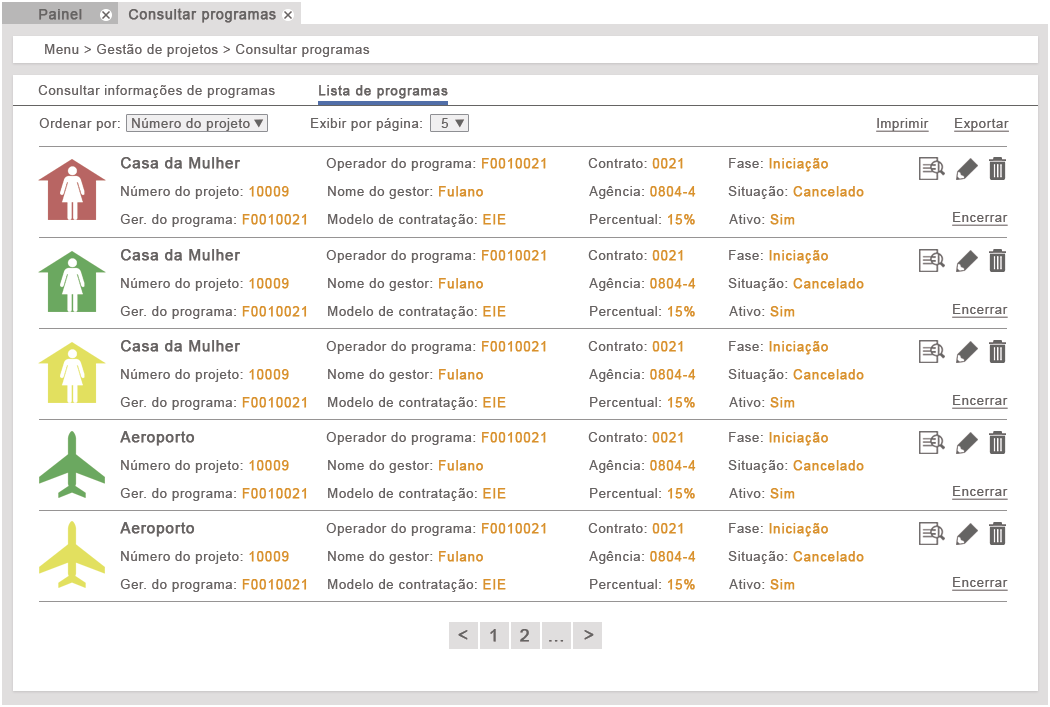 Painel Consultar programas
Menu > Gestão de projetos > Consultar programas
Consultar informações de programas Lista de programas
Ordenar por: Número do projeto Exibir por página: 5 Imprimir Exportar
Casa da Mulher Operador do programa: F0010021 Contrato: 0021 Fase: Iniciação
Número do projeto: 10009 Nome do gestor: Fulano Agência: 0804-4 Situação: Cancelado
Ger. do programa: F0010021 Modelo de contratação: EIE Percentual: 15% Ativo: Sim Encerrar
Casa da Mulher Operador do programa: F0010021 Contrato: 0021 Fase: Iniciação
Número do projeto: 10009 Nome do gestor: Fulano Agência: 0804-4 Situação: Cancelado
Ger. do programa: F0010021 Modelo de contratação: EIE Percentual: 15% Ativo: Sim Encerrar
Casa da Mulher Operador do programa: F0010021 Contrato: 0021 Fase: Iniciação
Número do projeto: 10009 Nome do gestor: Fulano Agência: 0804-4 Situação: Cancelado
Ger. do programa: F0010021 Modelo de contratação: EIE Percentual: 15% Ativo: Sim Encerrar
Aeroporto Operador do programa: F0010021 Contrato: 0021 Fase: Iniciação
Número do projeto: 10009 Nome do gestor: Fulano Agência: 0804-4 Situação: Cancelado
Ger. do programa: F0010021 Modelo de contratação: EIE Percentual: 15% Ativo: Sim Encerrar
Aeroporto Operador do programa: F0010021 Contrato: 0021 Fase: Iniciação
Número do projeto: 10009 Nome do gestor: Fulano Agência: 0804-4 Situação: Cancelado
Ger. do programa: F0010021 Modelo de contratação: EIE Percentual: 15% Ativo: Sim Encerrar
< 1 2 ... >